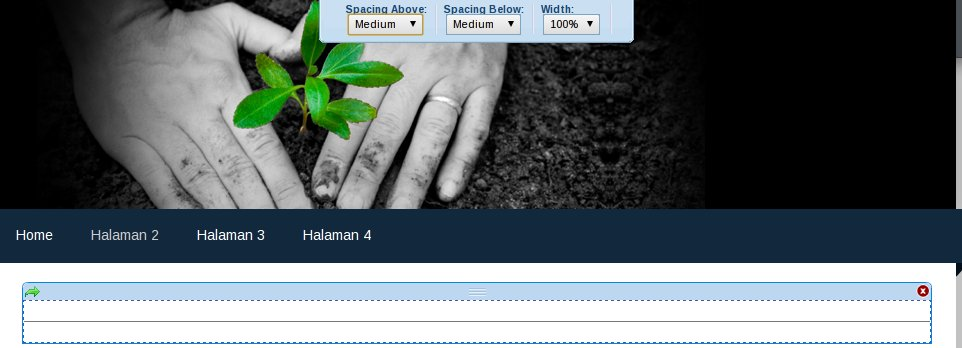 Spacing Above: Spacing Below: Width:
Medium Medium 100%
Home Halaman 2 Halaman 3 Halaman 4